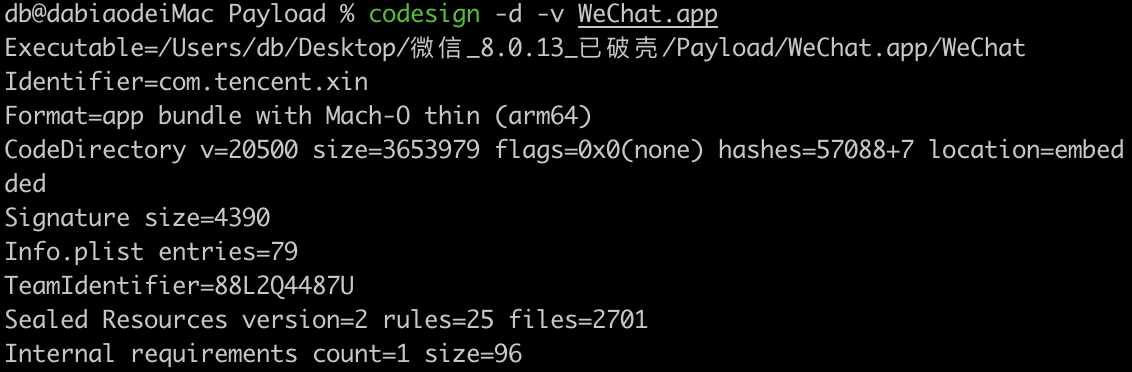 db@dabiaodeiMac Payload % codesign -d -v WeChat.app
Executable=/Users/db/Desktop/微信_8.0.13_已破壳/Payload/WeChat.app/WeChat
Identifier=com.tencent.xin
Format=app bundle with Mach-O thin (arm64)
CodeDirectory v=20500 size=3653979 flags=0x0(none) hashes=57088+7 location=embed
ded
Signature size=4390
Info.plist entries=79
TeamIdentifier=88L2Q4487U
Sealed Resources version=2 rules=25 files=2701
Internal requirements count=1 size=96